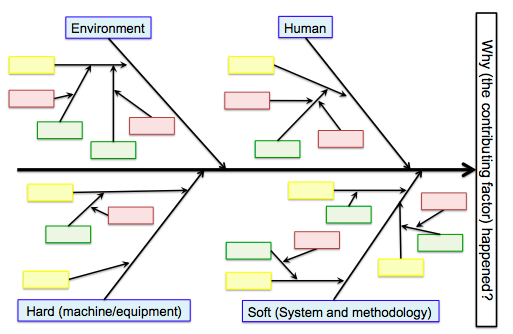 Environment
Human
Why (the contributing factor) happened?
Hard (machine/equipment)
Soft (System and methodology)